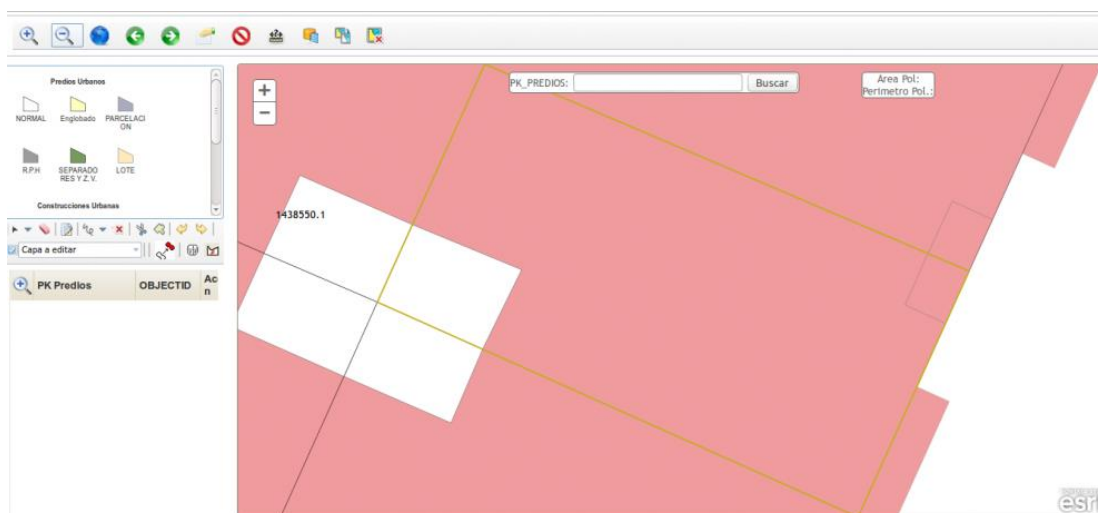 PK_PREDIOS:
Buscar
Area Pol:
Perimetro Pol.:
Predios Urbanos
NORMAL
Englobado
PARCELACI
ON
R.P.H
SEPARADO
RES Y Z.V.
LOTE
Construcciones Urbanas
Capa a editar
PK Predios
OBJECTID
Ac
n
+
−
1438550.1
esri